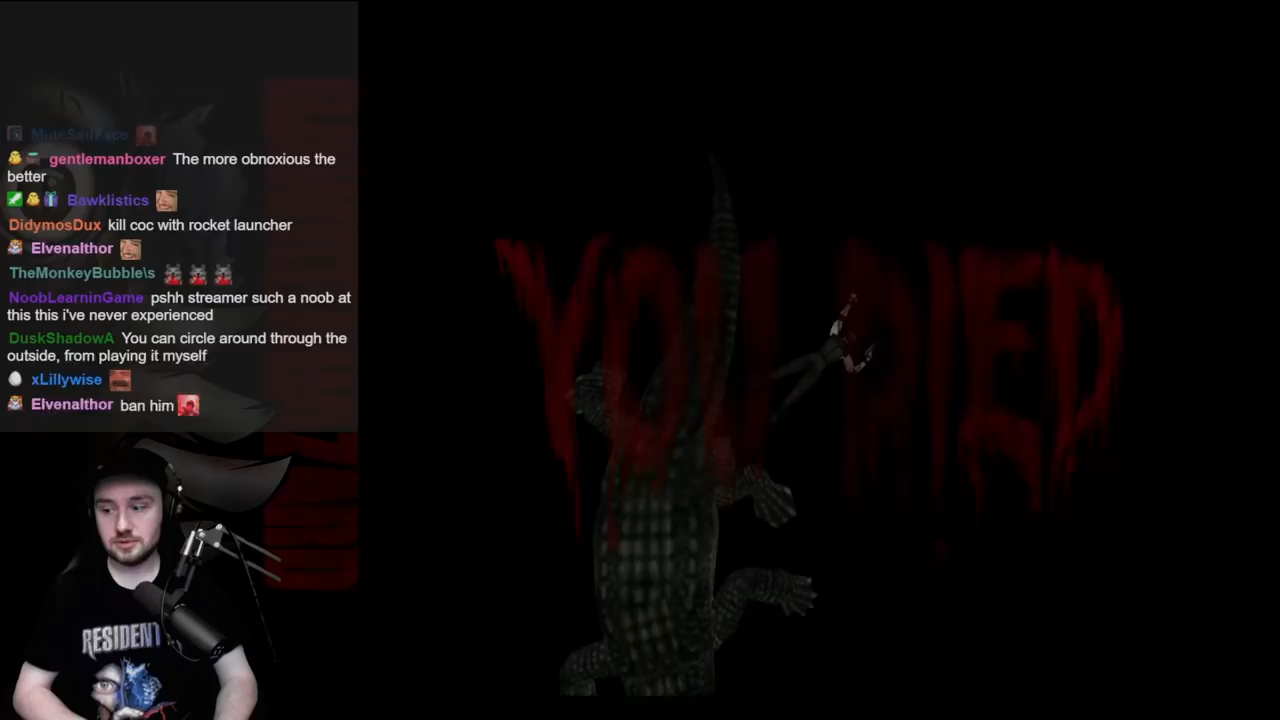 MuteSaltFace
gentlemanboxer The more obnoxious the
better
Bawklistics
DidymosDux kill coc with rocket launcher
Elvenalthor
TheMonkeyBubble\s
NoobLearninGame pshh streamer such a noob at
this this i've never experienced
DuskShadowA You can circle around through the
outside, from playing it myself
xLillywise
Elvenalthor ban him
YOU DIED
RESIDENT